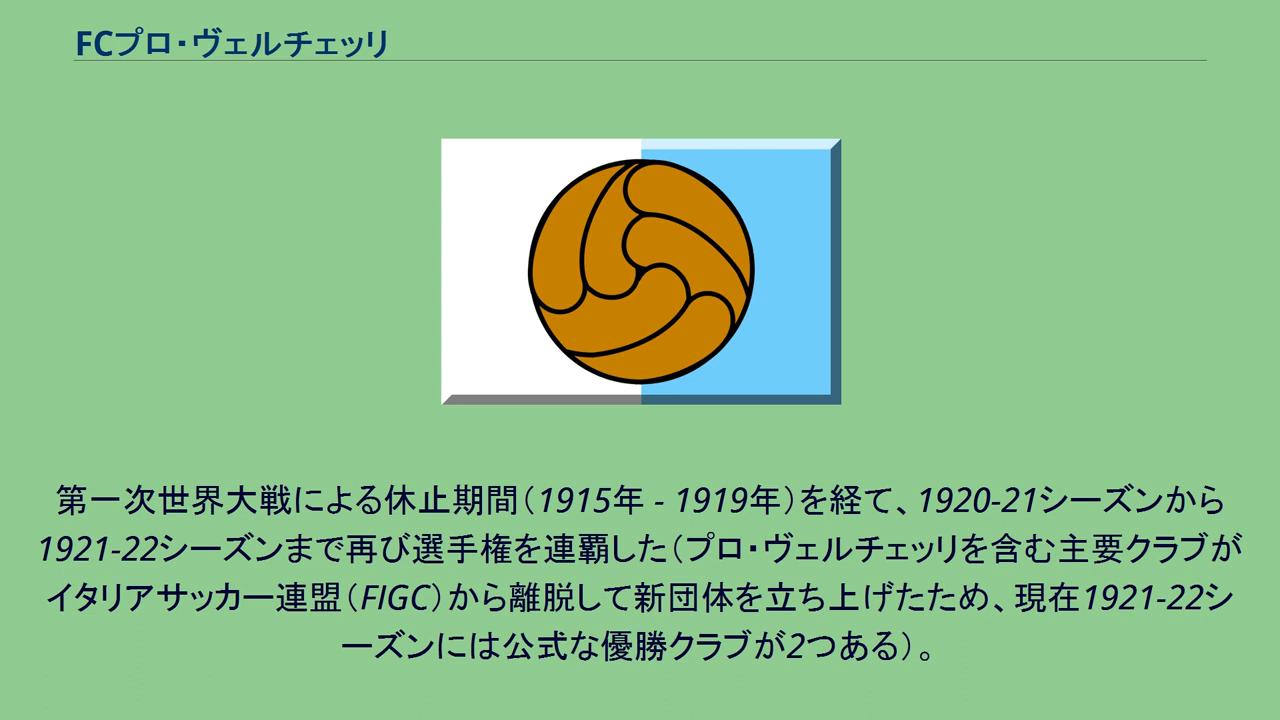 FCプロ・ヴェルチェッリ
第一次世界大戦による休止期間（1915年 - 1919年）を経て、1920-21シーズンから
1921-22シーズンまで再び選手権を連覇した（プロ・ヴェルチェッリを含む主要クラブが
イタリアサッカー連盟（FIGC）から離脱して新団体を立ち上げたため、現在1921-22シ
ーズンには公式な優勝クラブが2つある）。